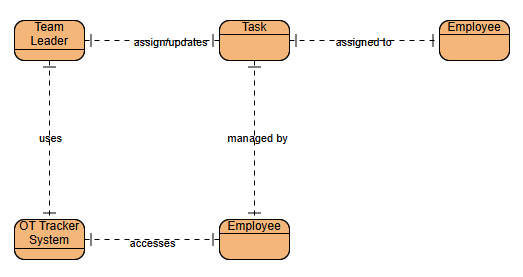 Team
Leader
assign/updates
Task
assigned to
Employee
uses
managed by
OT Tracker
System
accesses
Employee